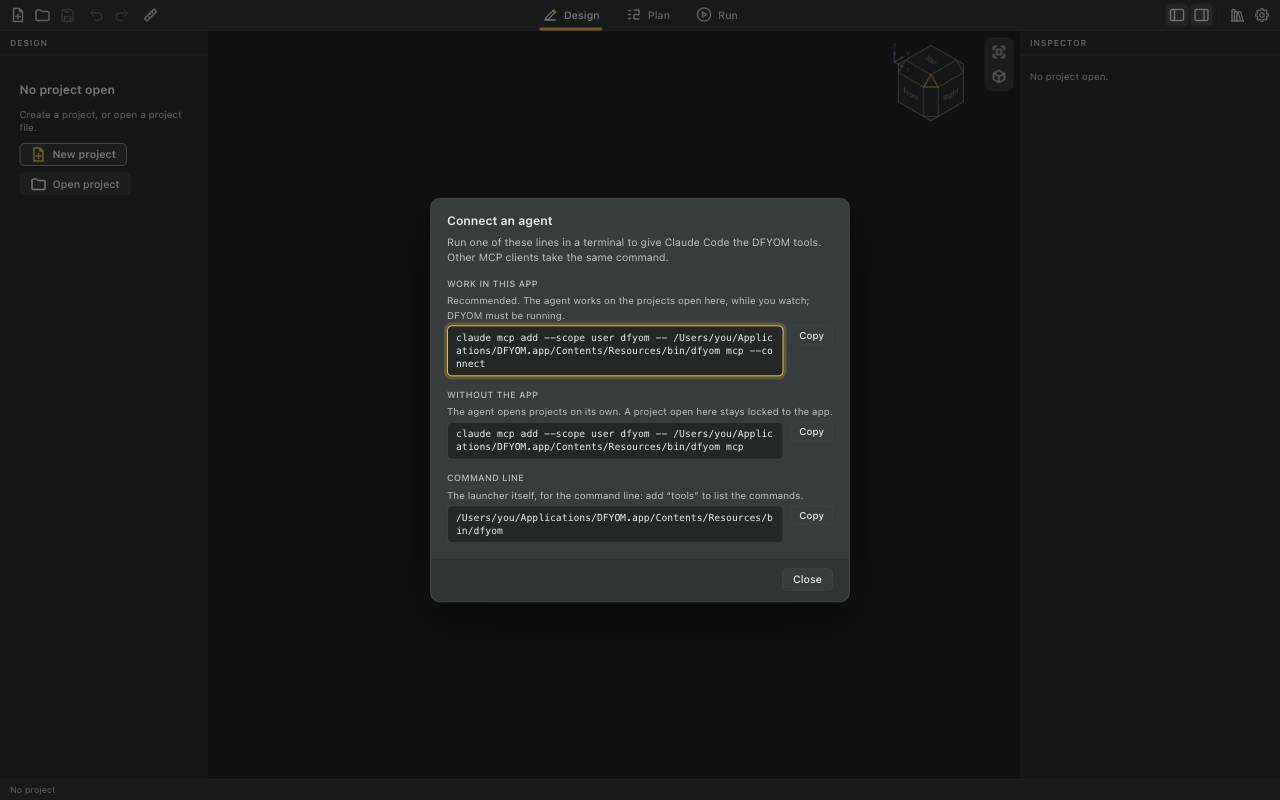 Design
Plan
Run
DESIGN
INSPECTOR
No project open
Create a project, or open a project
file.
New project
Open project
Top
Front
Right
No project open.
Connect an agent
Run one of these lines in a terminal to give Claude Code the DFYOM tools.
Other MCP clients take the same command.
WORK IN THIS APP
Recommended. The agent works on the projects open here, while you watch;
DFYOM must be running.
claude mcp add --scope user dfyom -- /Users/you/Applic
ations/DFYOM.app/Contents/Resources/bin/dfyom mcp --co
nnect
Copy
WITHOUT THE APP
The agent opens projects on its own. A project open here stays locked to the app.
claude mcp add --scope user dfyom -- /Users/you/Applic
ations/DFYOM.app/Contents/Resources/bin/dfyom mcp
Copy
COMMAND LINE
The launcher itself, for the command line: add “tools” to list the commands.
/Users/you/Applications/DFYOM.app/Contents/Resources/b
in/dfyom
Copy
Close
No project